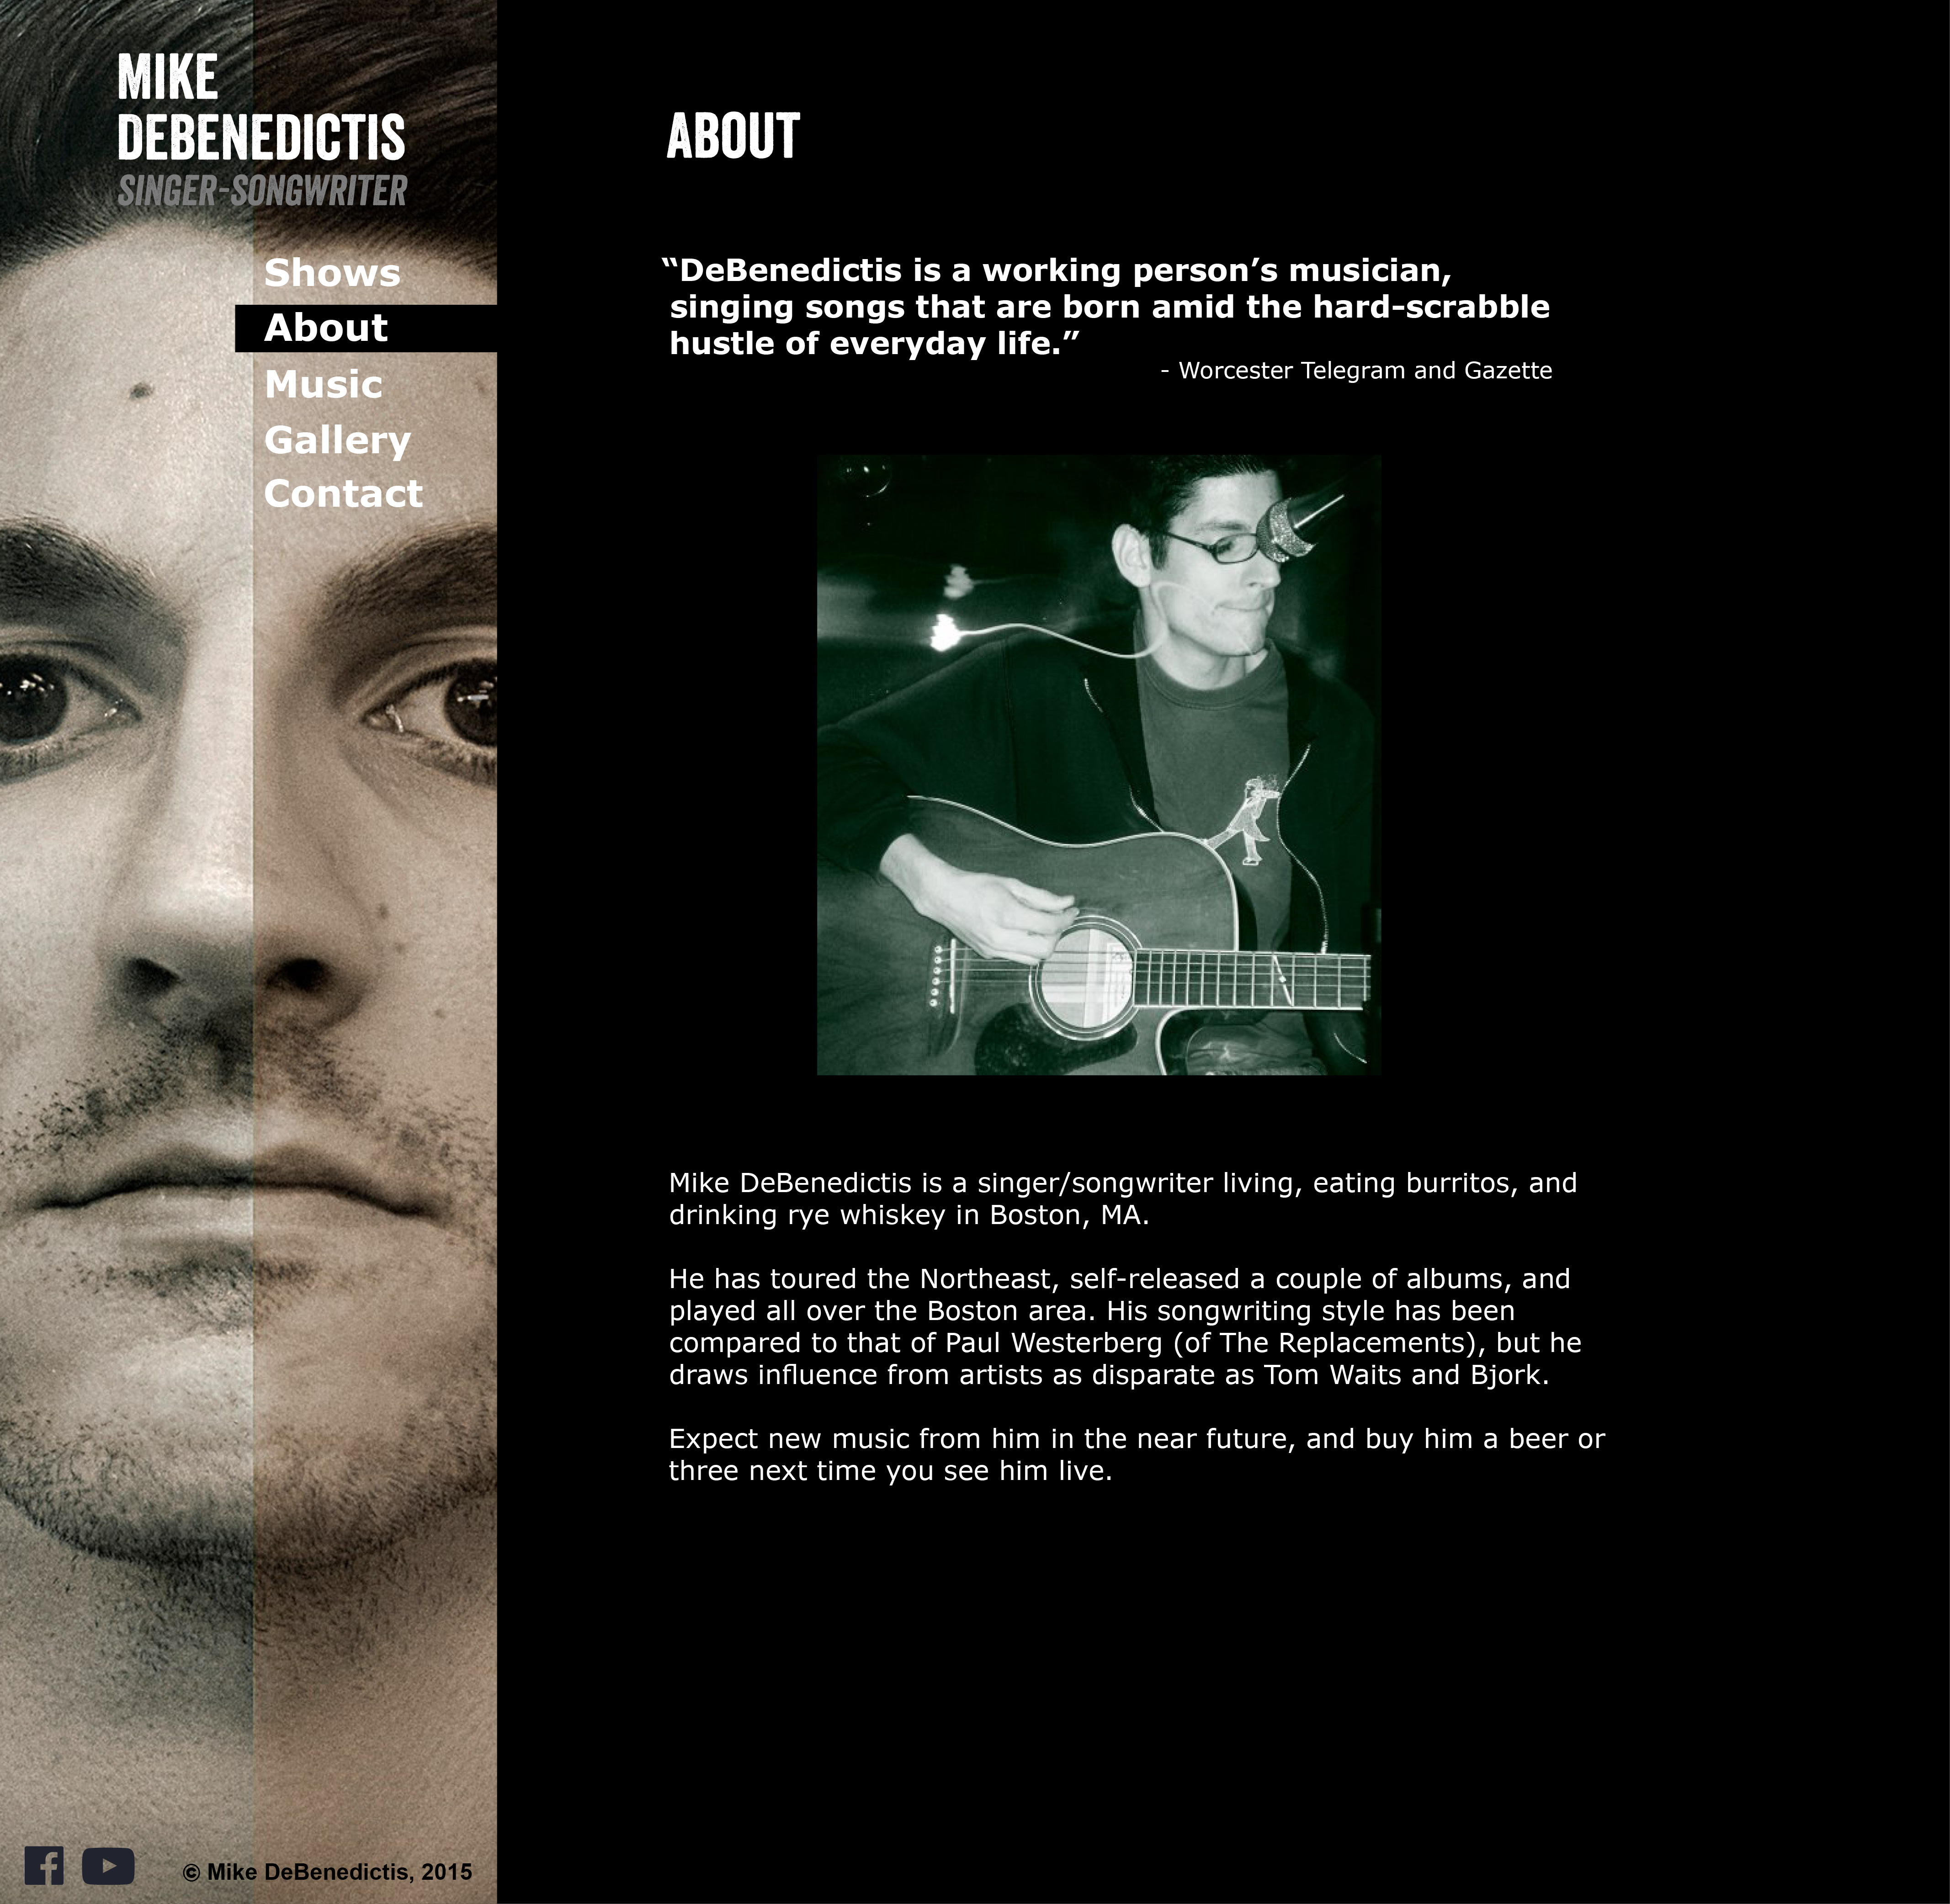 MIKE
DEBENEDICTIS
SINGER-SONGWRITER
Shows
About
Music
Gallery
Contact
© Mike DeBenedictis, 2015
ABOUT
“DeBenedictis is a working person’s musician,
singing songs that are born amid the hard-scrabble
hustle of everyday life.”
- Worcester Telegram and Gazette
Mike DeBenedictis is a singer/songwriter living, eating burritos, and
drinking rye whiskey in Boston, MA.
He has toured the Northeast, self-released a couple of albums, and
played all over the Boston area. His songwriting style has been
compared to that of Paul Westerberg (of The Replacements), but he
draws influence from artists as disparate as Tom Waits and Bjork.
Expect new music from him in the near future, and buy him a beer or
three next time you see him live.